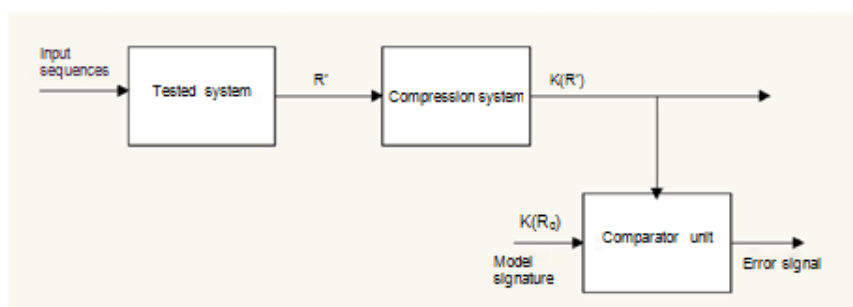 Input
sequences
Tested system
R'
Compression system
K(R')
K(R₀)
Model
signature
Comparator unit
Error signal